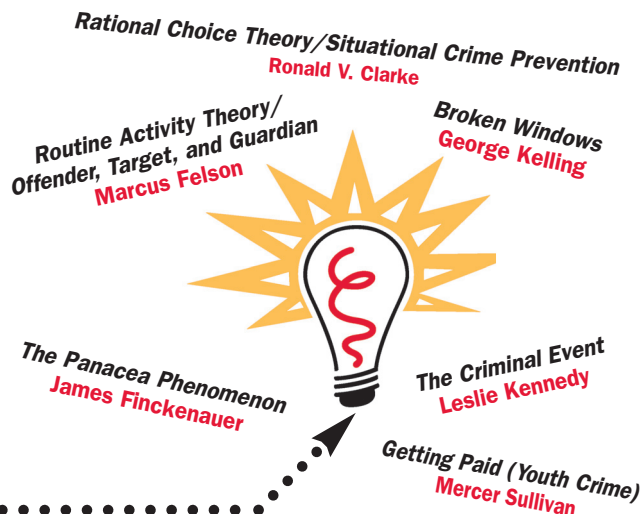 Rational Choice Theory/Situational Crime Prevention
Ronald V. Clarke
Routine Activity Theory/
Offender, Target, and Guardian
Marcus Felson
Broken Windows
George Kelling
The Panacea Phenomenon
James Finckenauer
The Criminal Event
Leslie Kennedy
Getting Paid (Youth Crime)
Mercer Sullivan